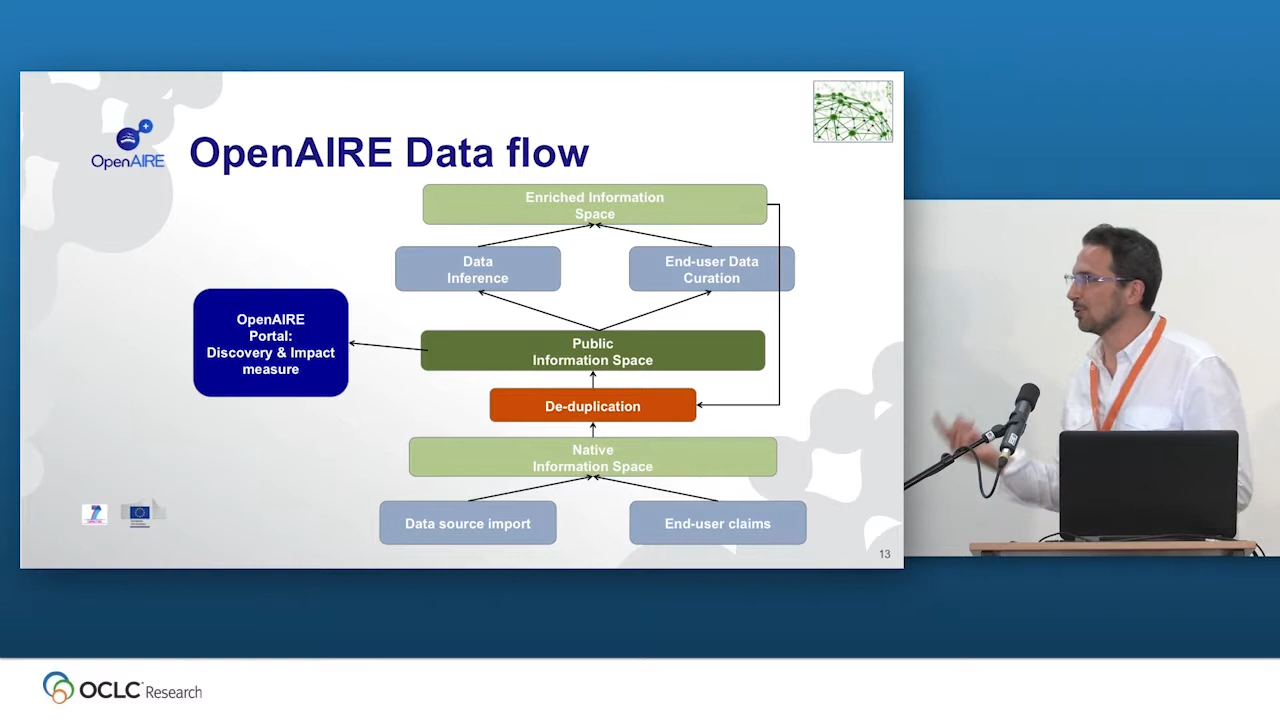 OpenAIRE
OpenAIRE Data flow
Enriched Information
Space
Data
Inference
End-user Data
Curation
OpenAIRE
Portal:
Discovery & Impact
measure
Public
Information Space
De-duplication
Native
Information Space
Data source import
End-user claims
13
OCLC Research